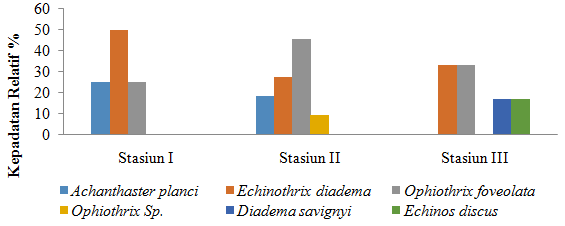 Kepadatan Relatif %
60
50
40
30
20
10
0
Stasiun I Stasiun II Stasiun III
Achanthaster planci Echinothrix diadema Ophiothrix foveolata
Ophiothrix Sp. Diadema savignyi Echinos discus